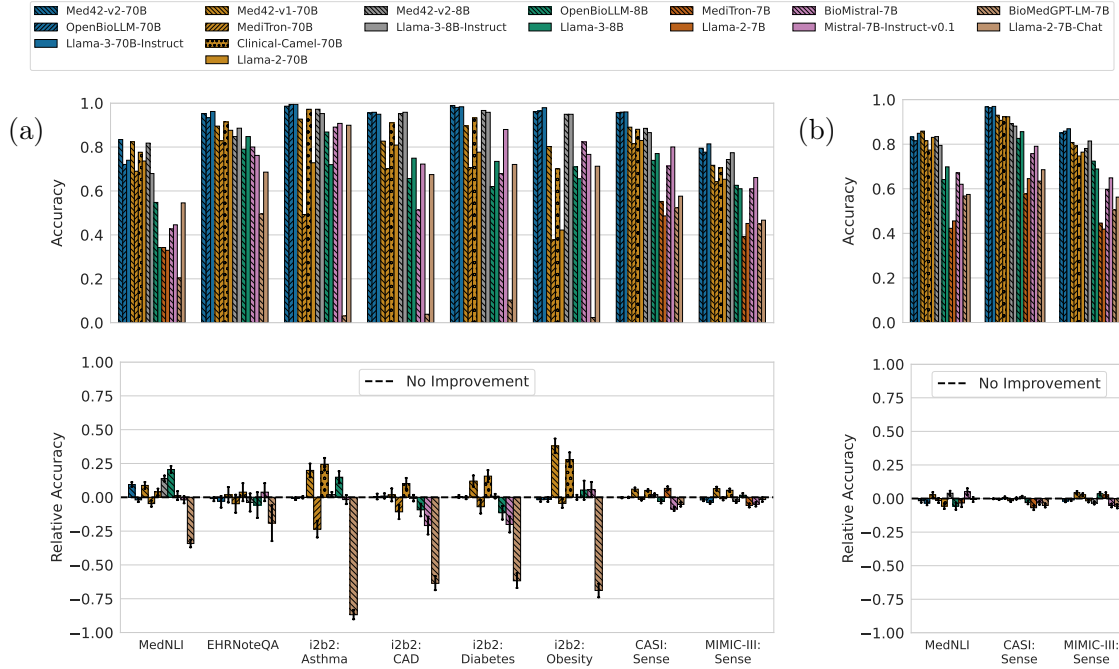 Med42-v2-70B Med42-v1-70B Med42-v2-8B OpenBioLLM-8B MediTron-7B BioMistral-7B BioMedGPT-LM-7B
OpenBioLLM-70B MediTron-70B Llama-3-8B-Instruct Llama-3-8B Llama-2-7B Mistral-7B-Instruct-v0.1 Llama-2-7B-Chat
Llama-3-70B-Instruct Clinical-Camel-70B
Llama-2-70B
(a) (b)
1.0 1.0
0.8 0.8
0.6 0.6
0.4 0.4
0.2 0.2
0.0 0.0
Accuracy Accuracy
1.00 1.00
No Improvement No Improvement
0.75 0.75
0.50 0.50
0.25 0.25
0.00 0.00
−0.25 −0.25
−0.50 −0.50
−0.75 −0.75
−1.00 −1.00
Relative Accuracy Relative Accuracy
MedNLI EHRNoteQA i2b2: i2b2: i2b2: i2b2: CASI: MIMIC-III: MedNLI CASI: MIMIC-III:
Asthma CAD Diabetes Obesity Sense Sense Sense Sense